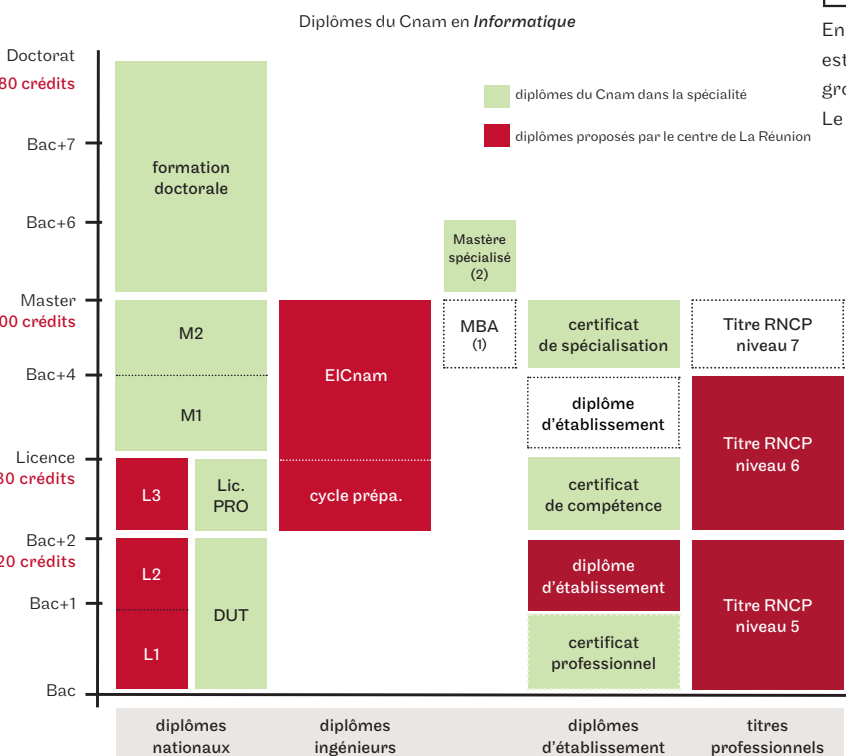 Diplômes du Cnam en Informatique
En
est
gro
Le
diplômes du Cnam dans la spécialité
diplômes proposés par le centre de La Réunion
Doctorat
80 crédits
Bac+7
Bac+6
Master
00 crédits
Bac+4
Licence
80 crédits
Bac+2
20 crédits
Bac+1
Bac
formation
doctorale
M2
M1
L3
Lic.
PRO
L2
L1
DUT
EICnam
cycle prépa.
Mastère
spécialisé
(2)
MBA
(1)
certificat
de spécialisation
diplôme
d'établissement
certificat
de compétence
diplôme
d'établissement
certificat
professionnel
Titre RNCP
niveau 7
Titre RNCP
niveau 6
Titre RNCP
niveau 5
diplômes
nationaux
diplômes
ingénieurs
diplômes
d'établissement
titres
professionnels